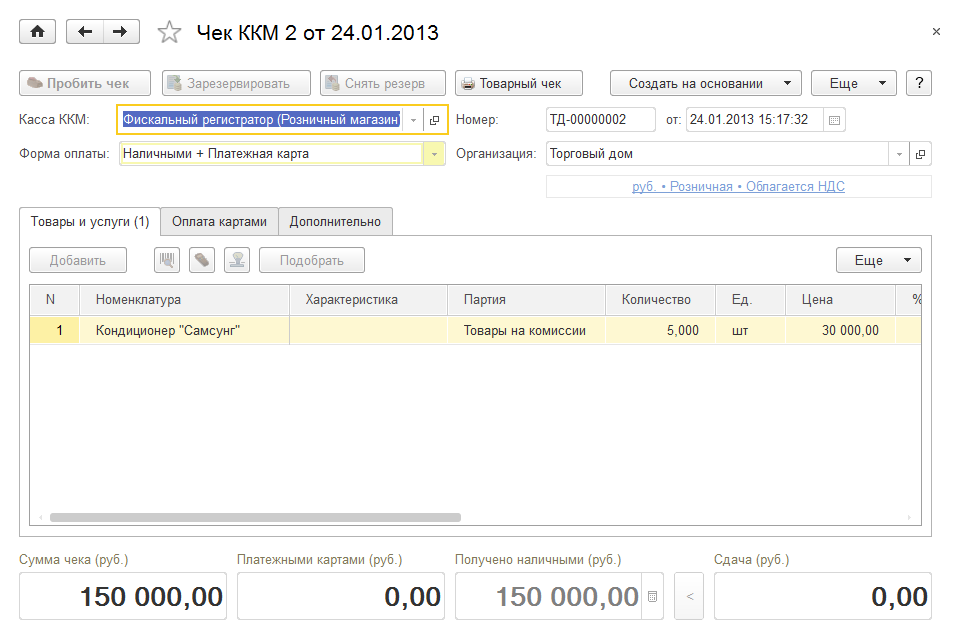 Чек ККМ 2 от 24.01.2013
Пробить чек Зарезервировать Снять резерв Товарный чек Создать на основании Еще ?
Касса ККМ: Фискальный регистратор (Розничный магазин Номер: ТД-00000002 от: 24.01.2013 15:17:32
Форма оплаты: Наличными + Платежная карта Организация: Торговый дом
руб. • Розничная • Облагается НДС
Товары и услуги (1) Оплата картами Дополнительно
Добавить Подобрать Еще
N Номенклатура Характеристика Партия Количество Ед. Цена %
1 Кондиционер "Самсунг" Товары на комиссии 5,000 шт 30 000,00
Сумма чека (руб.) Платежными картами (руб.) Получено наличными (руб.) Сдача (руб.)
150 000,00 0,00 150 000,00 < 0,00